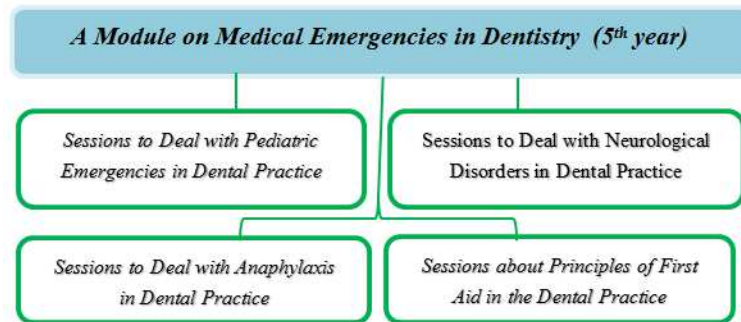 A Module on Medical Emergencies in Dentistry (5th year)
Sessions to Deal with Pediatric
Emergencies in Dental Practice
Sessions to Deal with Neurological
Disorders in Dental Practice
Sessions to Deal with Anaphylaxis
in Dental Practice
Sessions about Principles of First
Aid in the Dental Practice